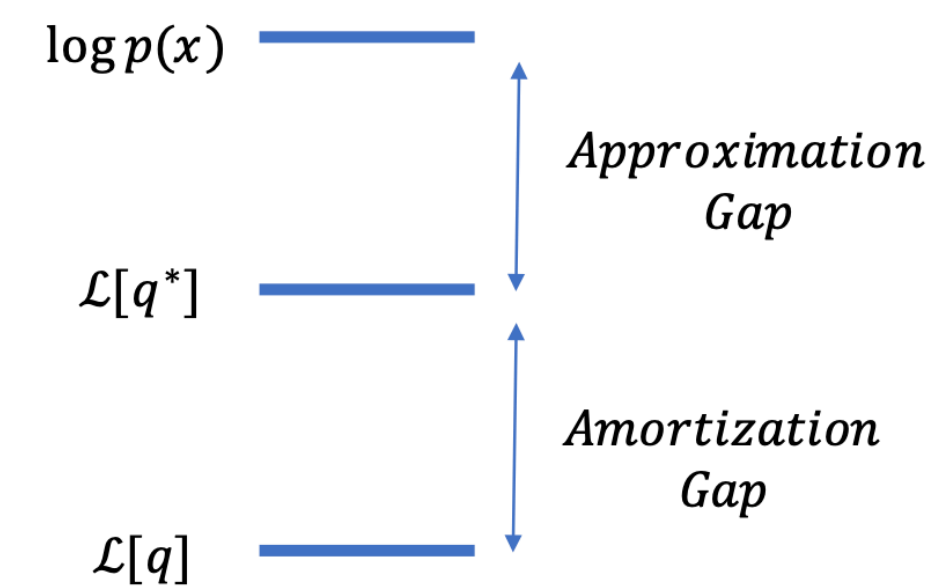 log p(x)
Approximation
Gap
ℒ[q*]
Amortization
Gap
ℒ[q]